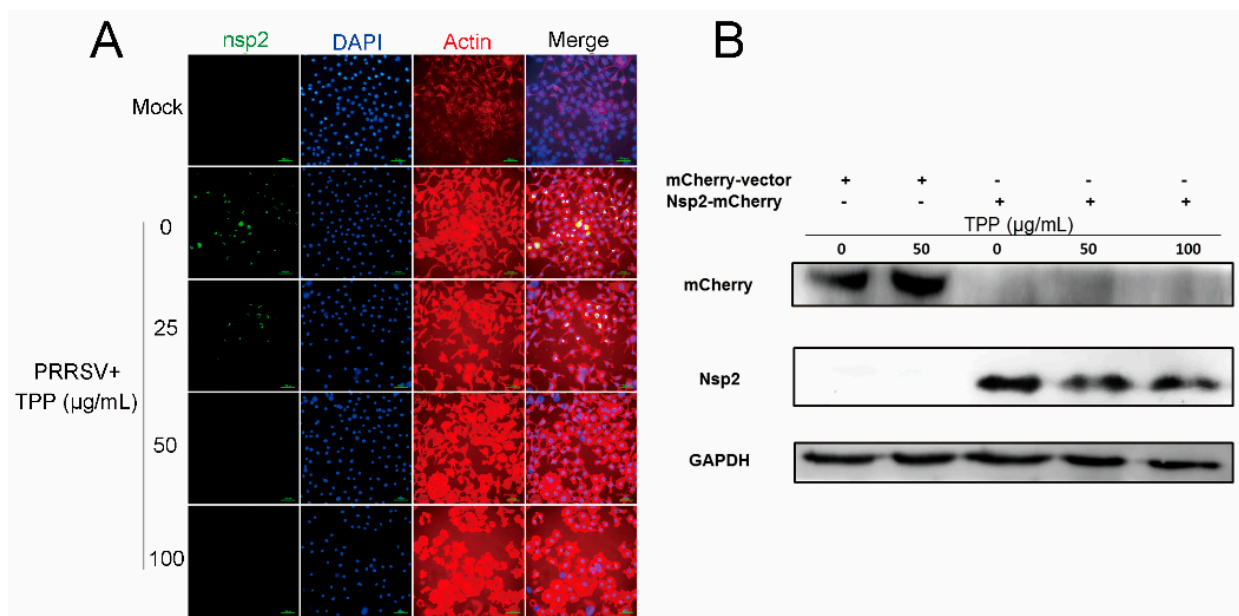 A
nsp2 DAPI Actin Merge
Mock
0
25
PRRSV+
TPP (µg/mL)
50
100
B
mCherry-vector + + - - -
Nsp2-mCherry - - + + +
TPP (µg/mL)
0 50 0 50 100
mCherry
Nsp2
GAPDH